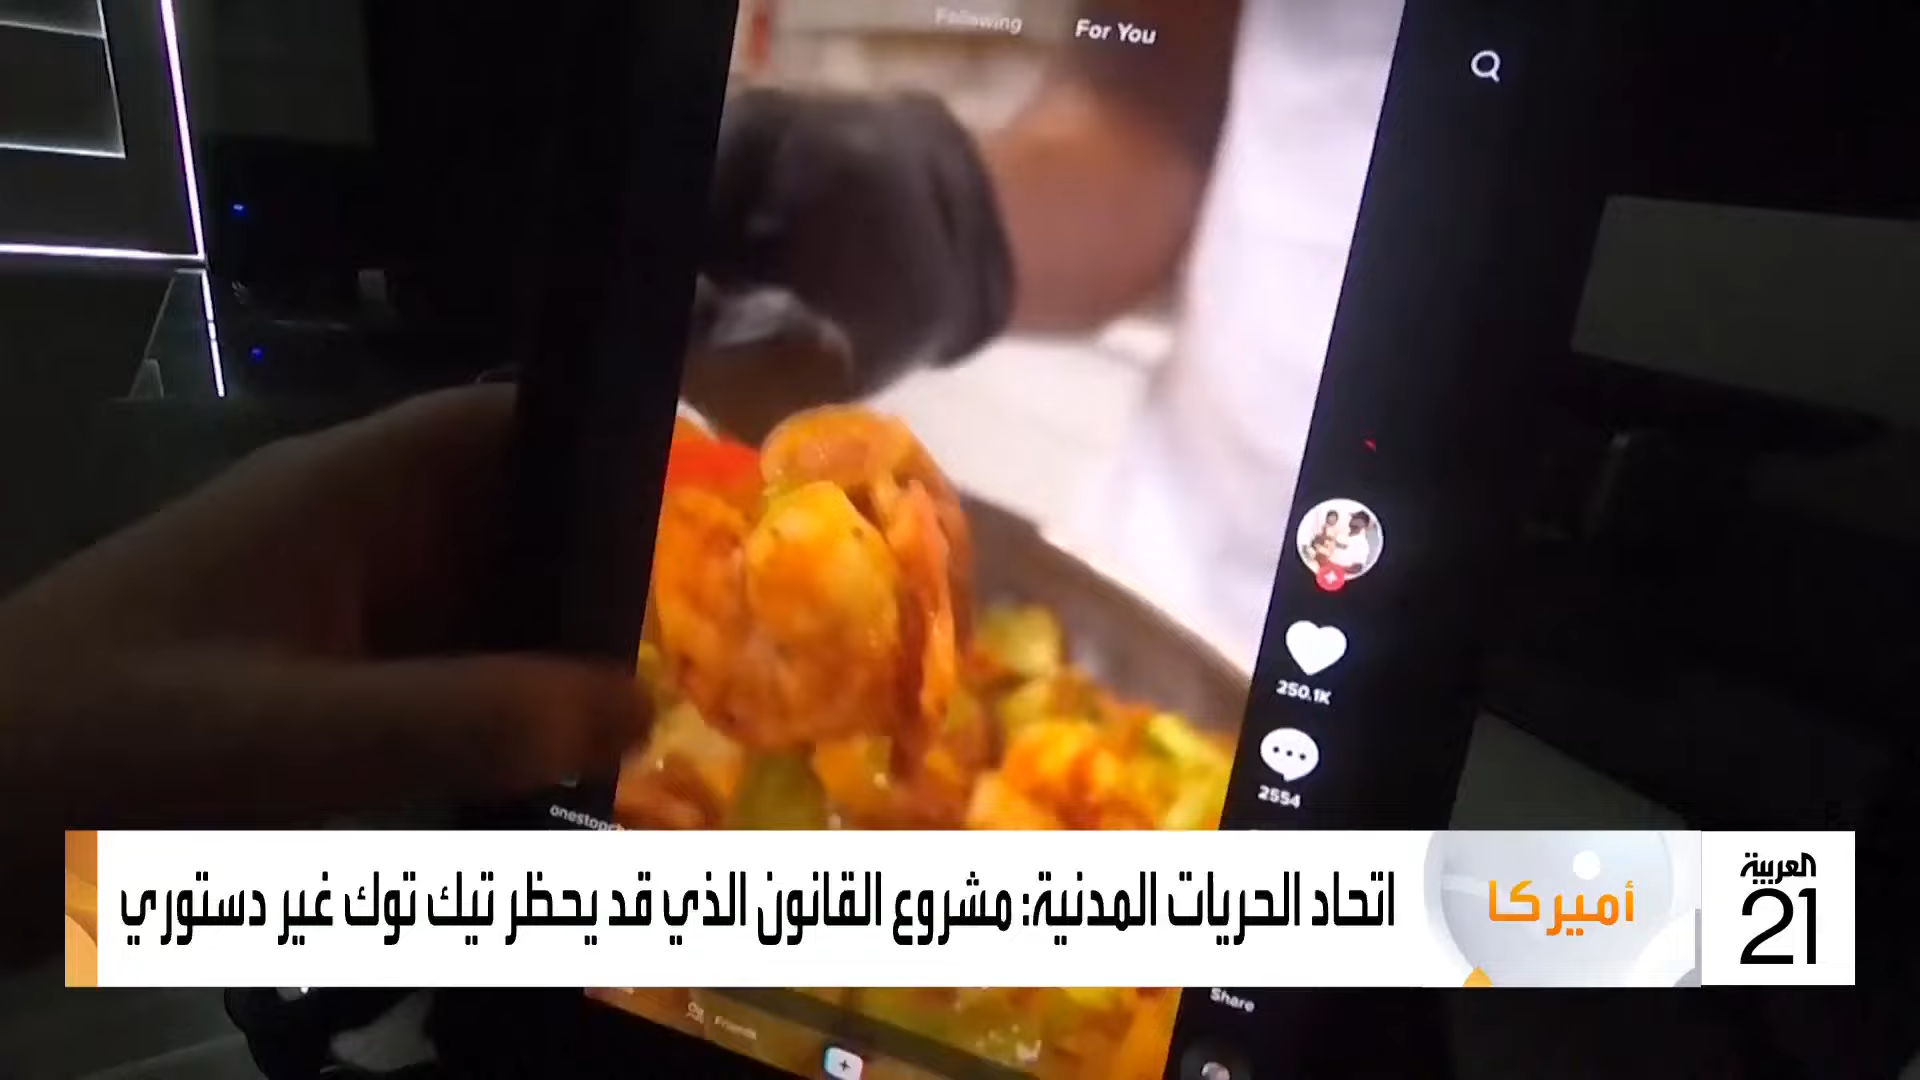 Following For You
250.1K
2554
اتحاد الحريات المدنية: مشروع القانون الذي قد يحظر تيك توك غير دستوري
أميركا
العربية
21
Share
Friends